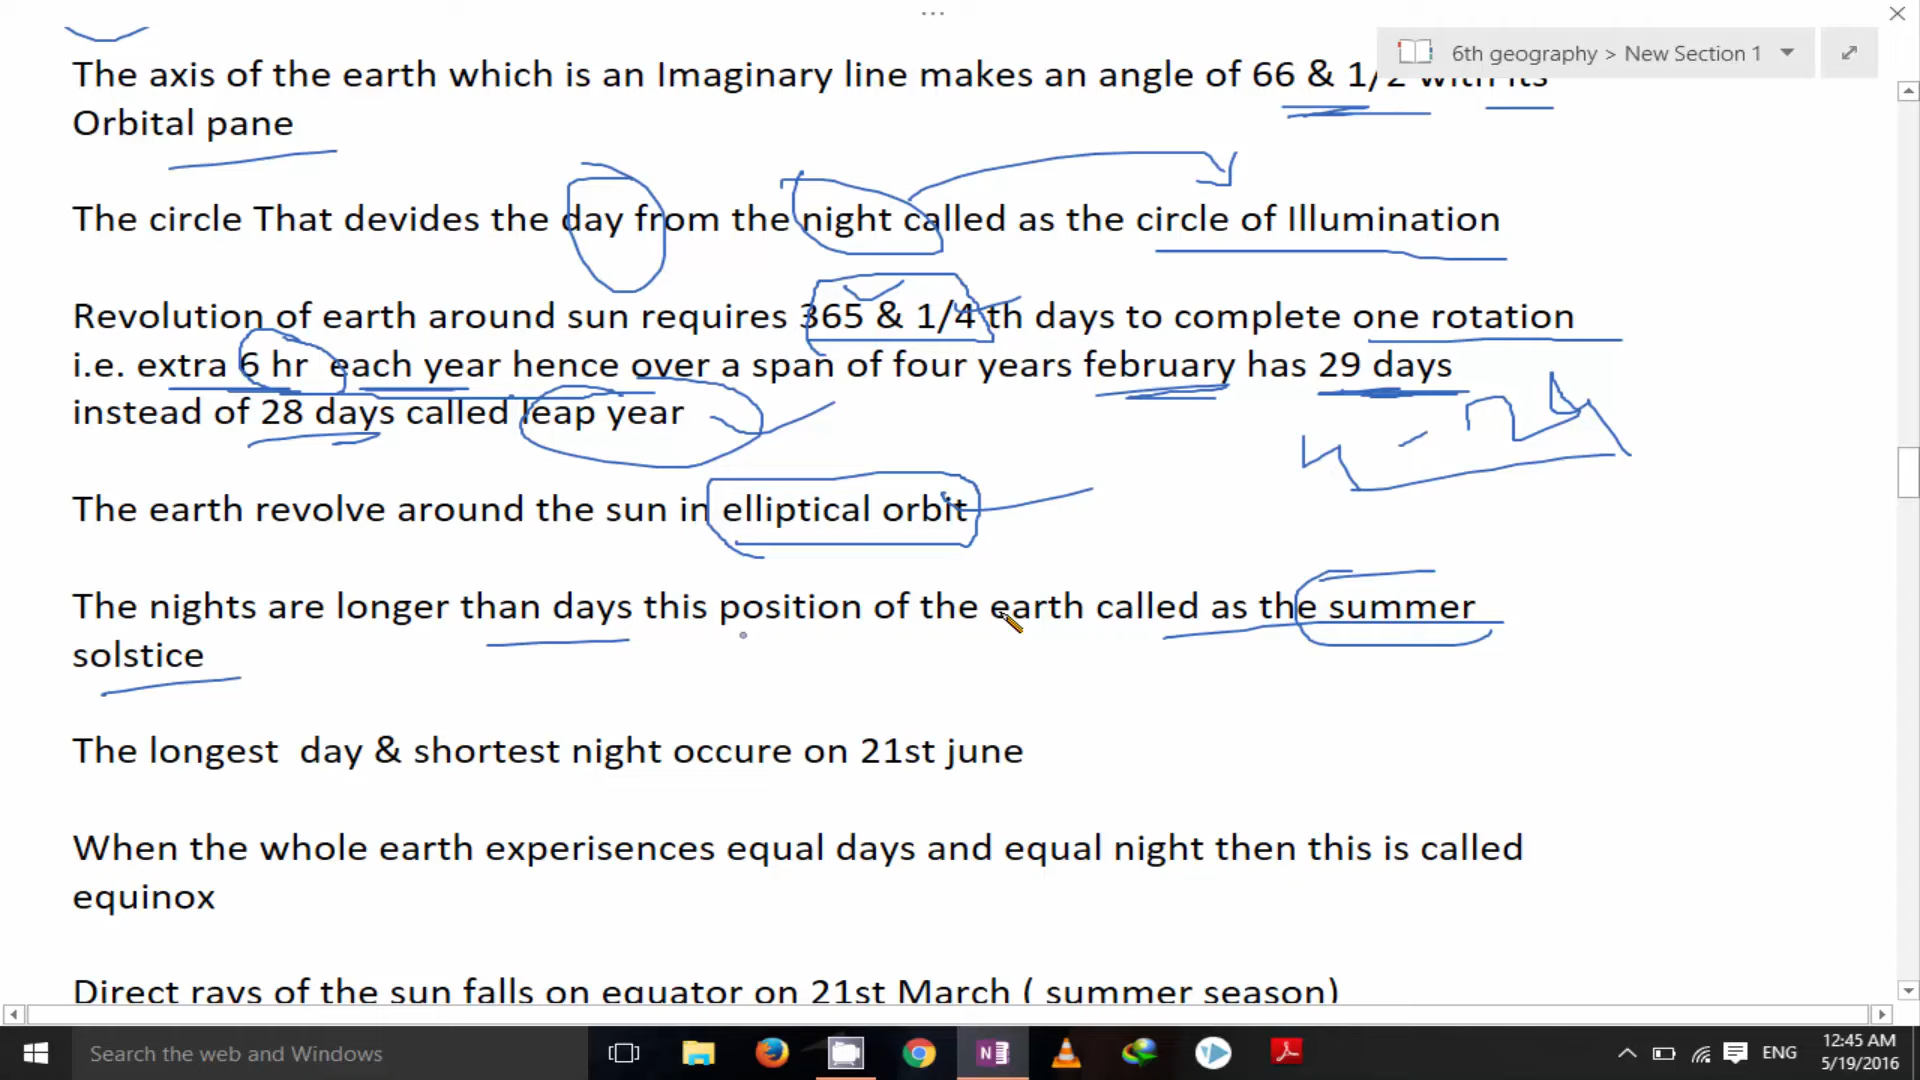 6th geography > New Section 1
The axis of the earth which is an Imaginary line makes an angle of 66 & 1/2 with its
Orbital pane
The circle That devides the day from the night called as the circle of Illumination
Revolution of earth around sun requires 365 & 1/4 th days to complete one rotation
i.e. extra 6 hr each year hence over a span of four years february has 29 days
instead of 28 days called leap year
The earth revolve around the sun in elliptical orbit
The nights are longer than days this position of the earth called as the summer
solstice
The longest day & shortest night occure on 21st june
When the whole earth experisences equal days and equal night then this is called
equinox
Direct rays of the sun falls on equator on 21st March ( summer season)
Search the web and Windows
ENG
12:45 AM
5/19/2016